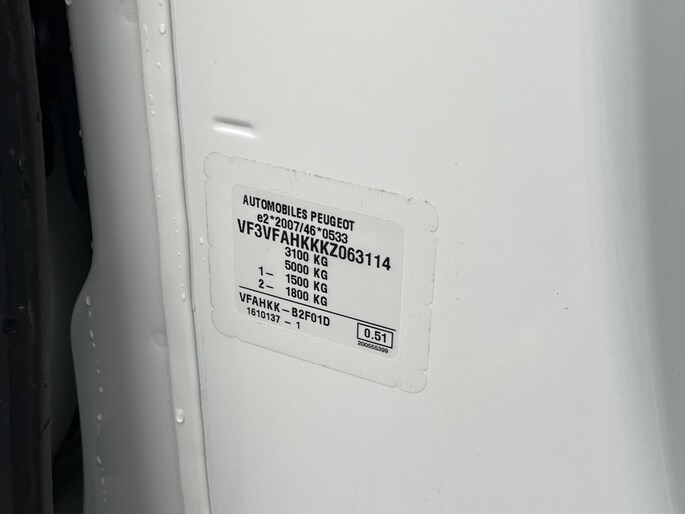 AUTOMOBILES PEUGEOT
e2*2007/46*0533
VF3VFAHKKKZ063114
3100 KG
5000 KG
1- 1500 KG
2- 1800 KG
VFAHKK-B2F01D
1610137-1
0.51